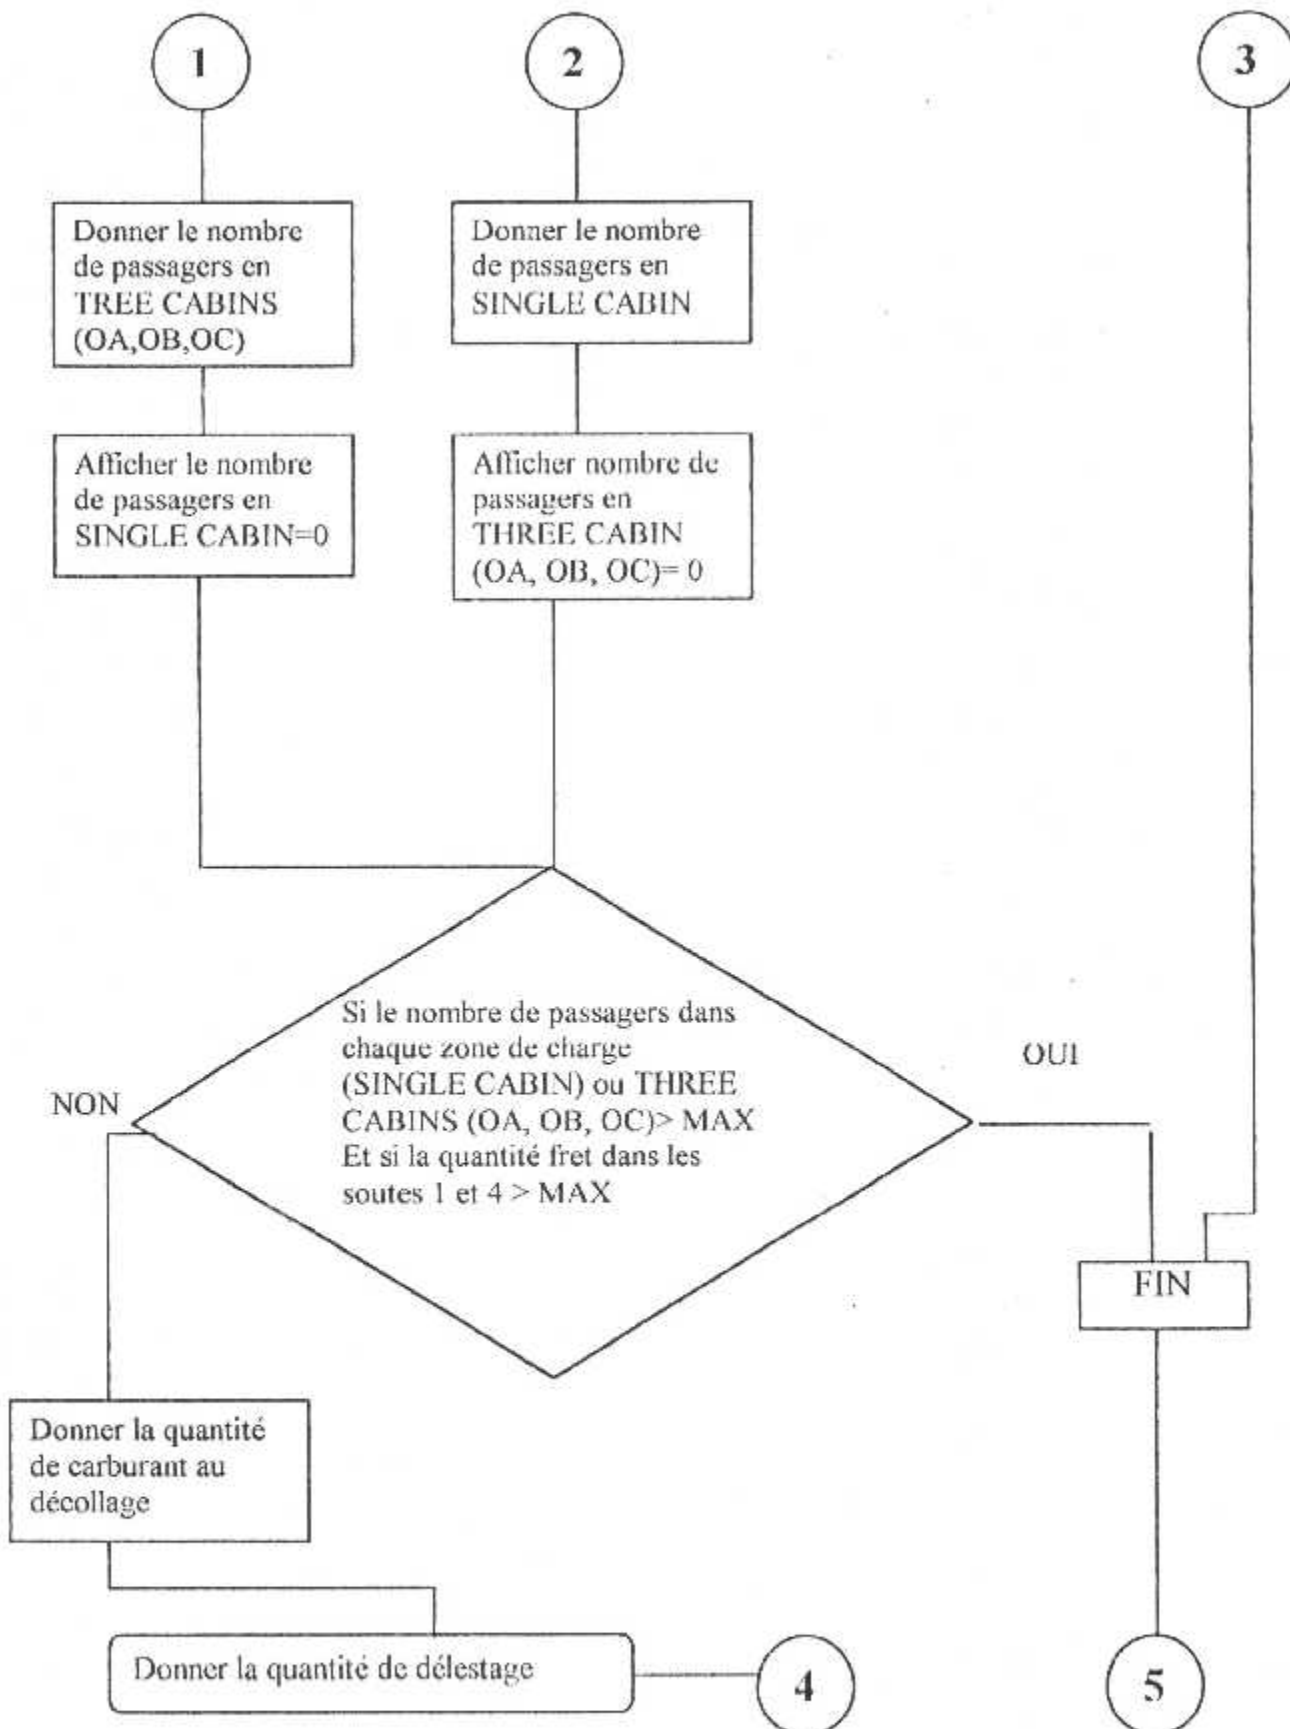 1
2
3
Donner le nombre
de passagers en
TREE CABINS
(OA,OB,OC)
Donner le nombre
de passagers en
SINGLE CABIN
Afficher le nombre
de passagers en
SINGLE CABIN=0
Afficher nombre de
passagers en
THREE CABIN
(OA, OB, OC)= 0
Si le nombre de passagers dans
chaque zone de charge
(SINGLE CABIN) ou THREE
CABINS (OA, OB, OC)> MAX
Et si la quantité fret dans les
soutes 1 et 4 > MAX
NON
OUI
FIN
Donner la quantité
de carburant au
décollage
Donner la quantité de délestage
4
5